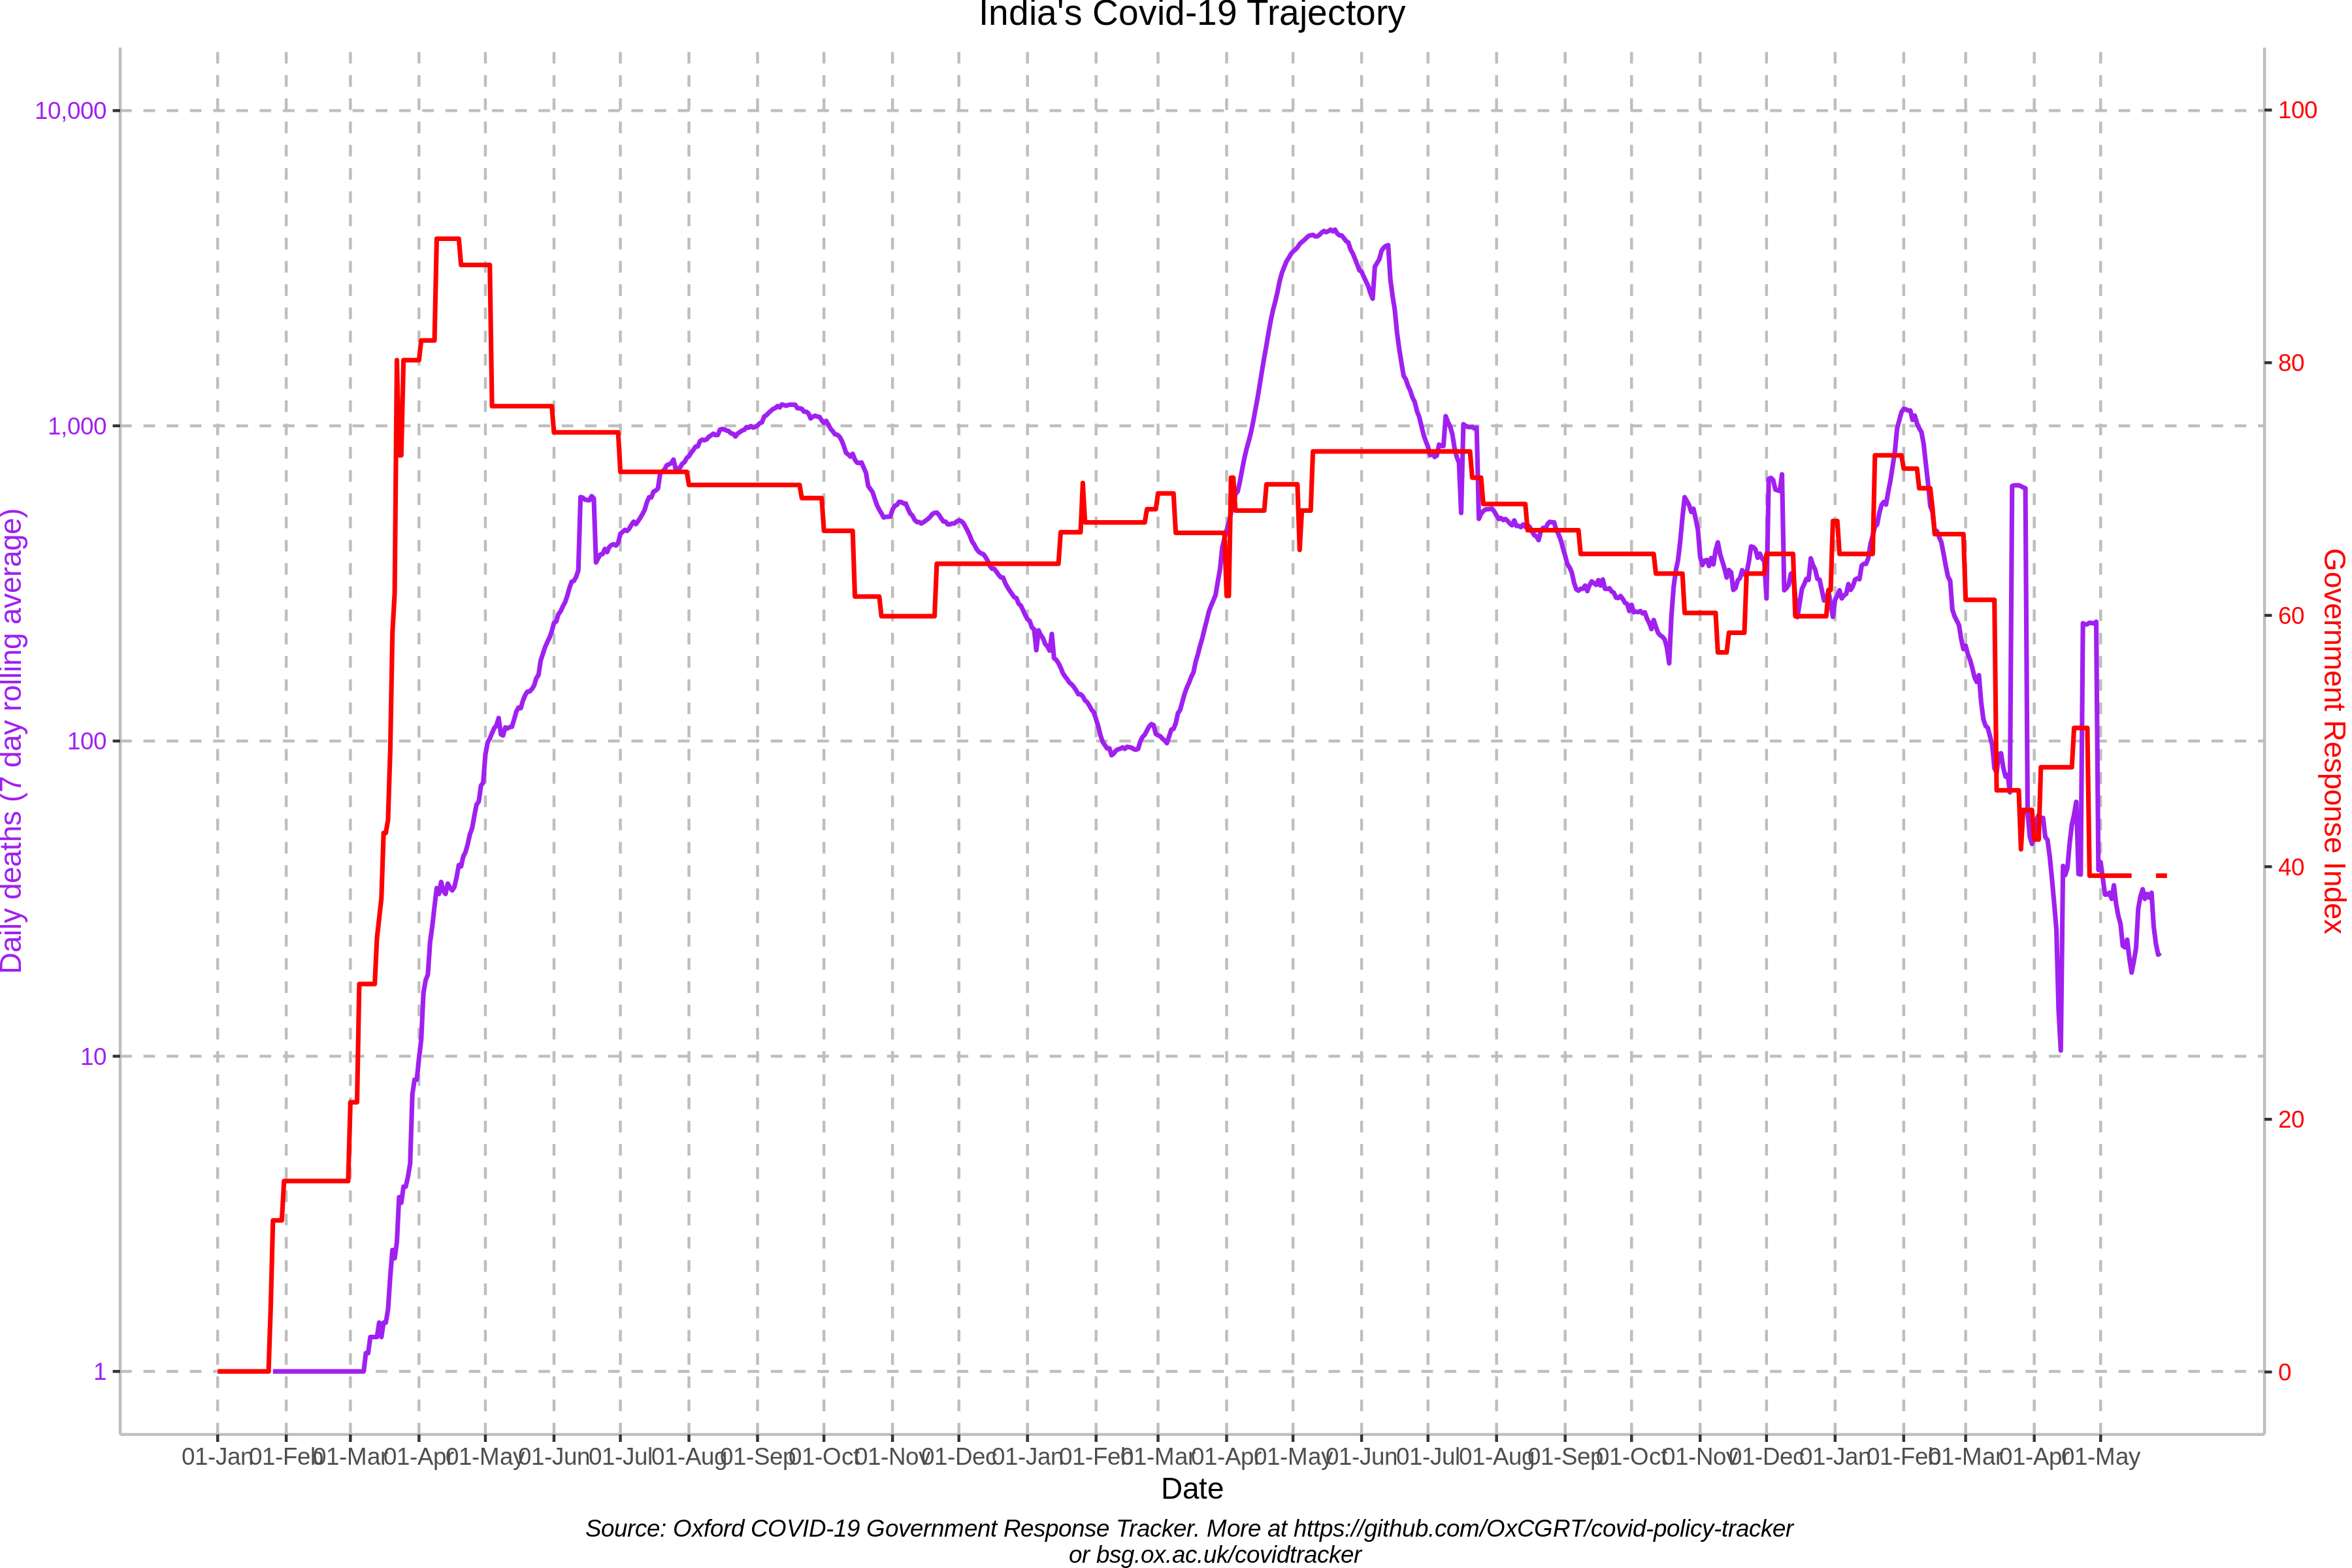 India's Covid-19 Trajectory
10,000
1,000
100
10
1
Daily deaths (7 day rolling average)
100
80
60
40
20
0
Government Response Index
01-Jan 01-Feb 01-Mar 01-Apr 01-May 01-Jun 01-Jul 01-Aug 01-Sep 01-Oct 01-Nov 01-Dec 01-Jan 01-Feb 01-Mar 01-Apr 01-May 01-Jun 01-Jul 01-Aug 01-Sep 01-Oct 01-Nov 01-Dec 01-Jan 01-Feb 01-Mar 01-Apr 01-May
Date
Source: Oxford COVID-19 Government Response Tracker. More at https://github.com/OxCGRT/covid-policy-tracker
or bsg.ox.ac.uk/covidtracker